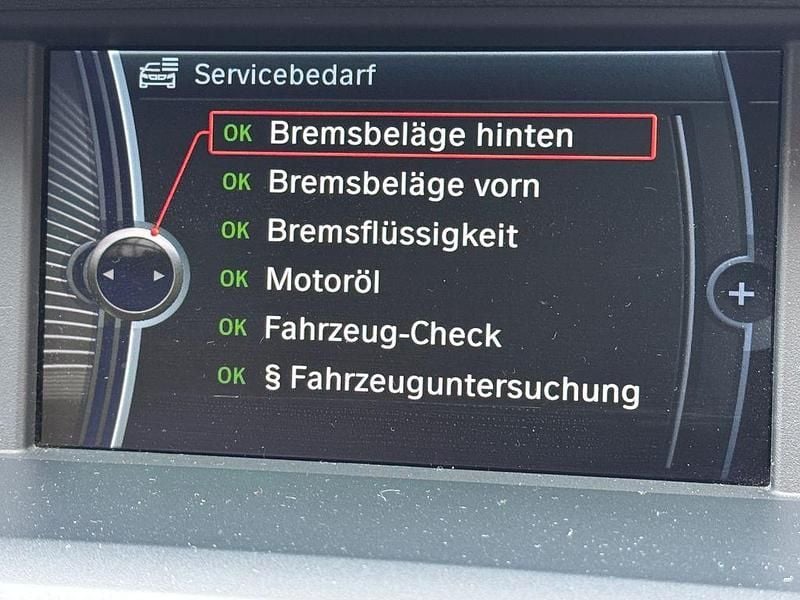 Servicebedarf
OK Bremsbeläge hinten
OK Bremsbeläge vorn
OK Bremsflüssigkeit
OK Motoröl
OK Fahrzeug-Check
OK § Fahrzeuguntersuchung